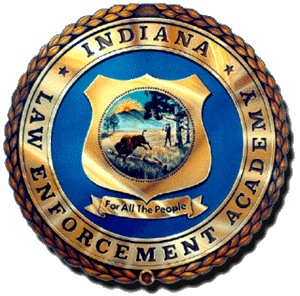 ★ INDIANA ★
LAW ENFORCEMENT ACADEMY
For All The People